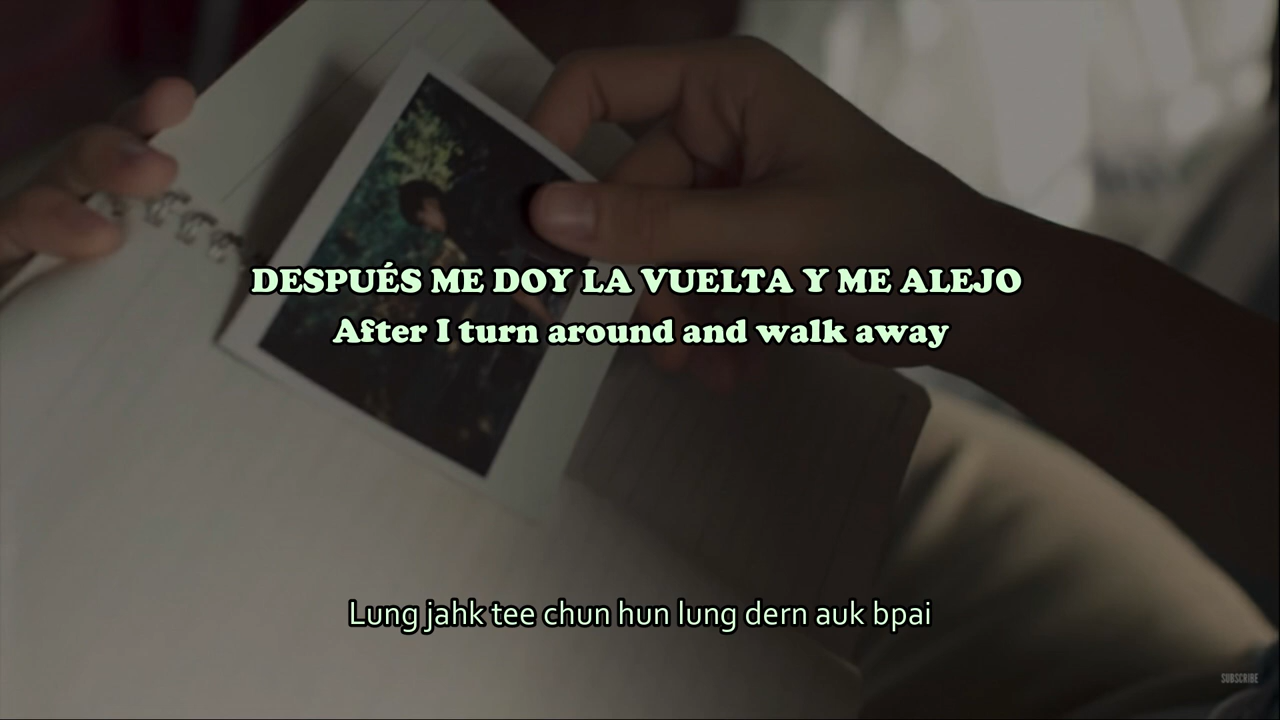 DESPUÉS ME DOY LA VUELTA Y ME ALEJO
After I turn around and walk away
Lung jahk tee chun hun lung dern auk bpai
SUBSCRIBE